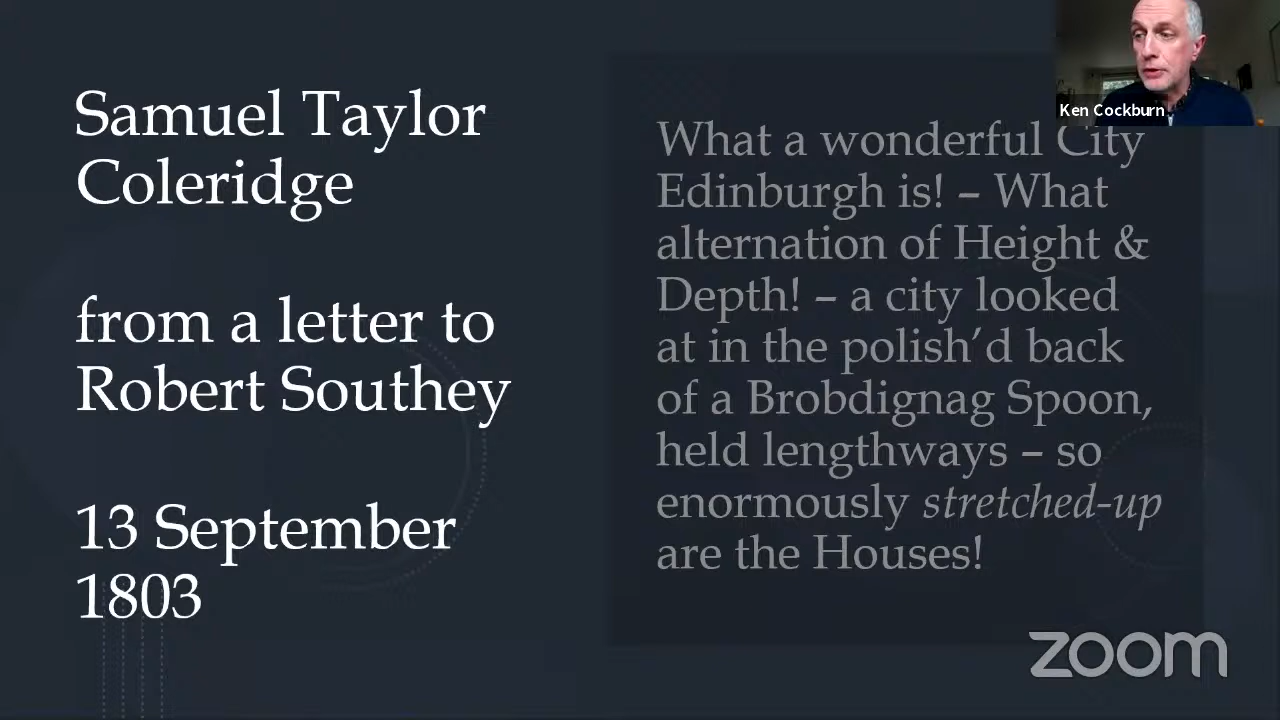 Samuel Taylor
Coleridge
from a letter to
Robert Southey
13 September
1803
Ken Cockburn
What a wonderful City
Edinburgh is! – What
alternation of Height &
Depth! – a city looked
at in the polish’d back
of a Brobdignag Spoon,
held lengthways – so
enormously stretched-up
are the Houses!
zoom